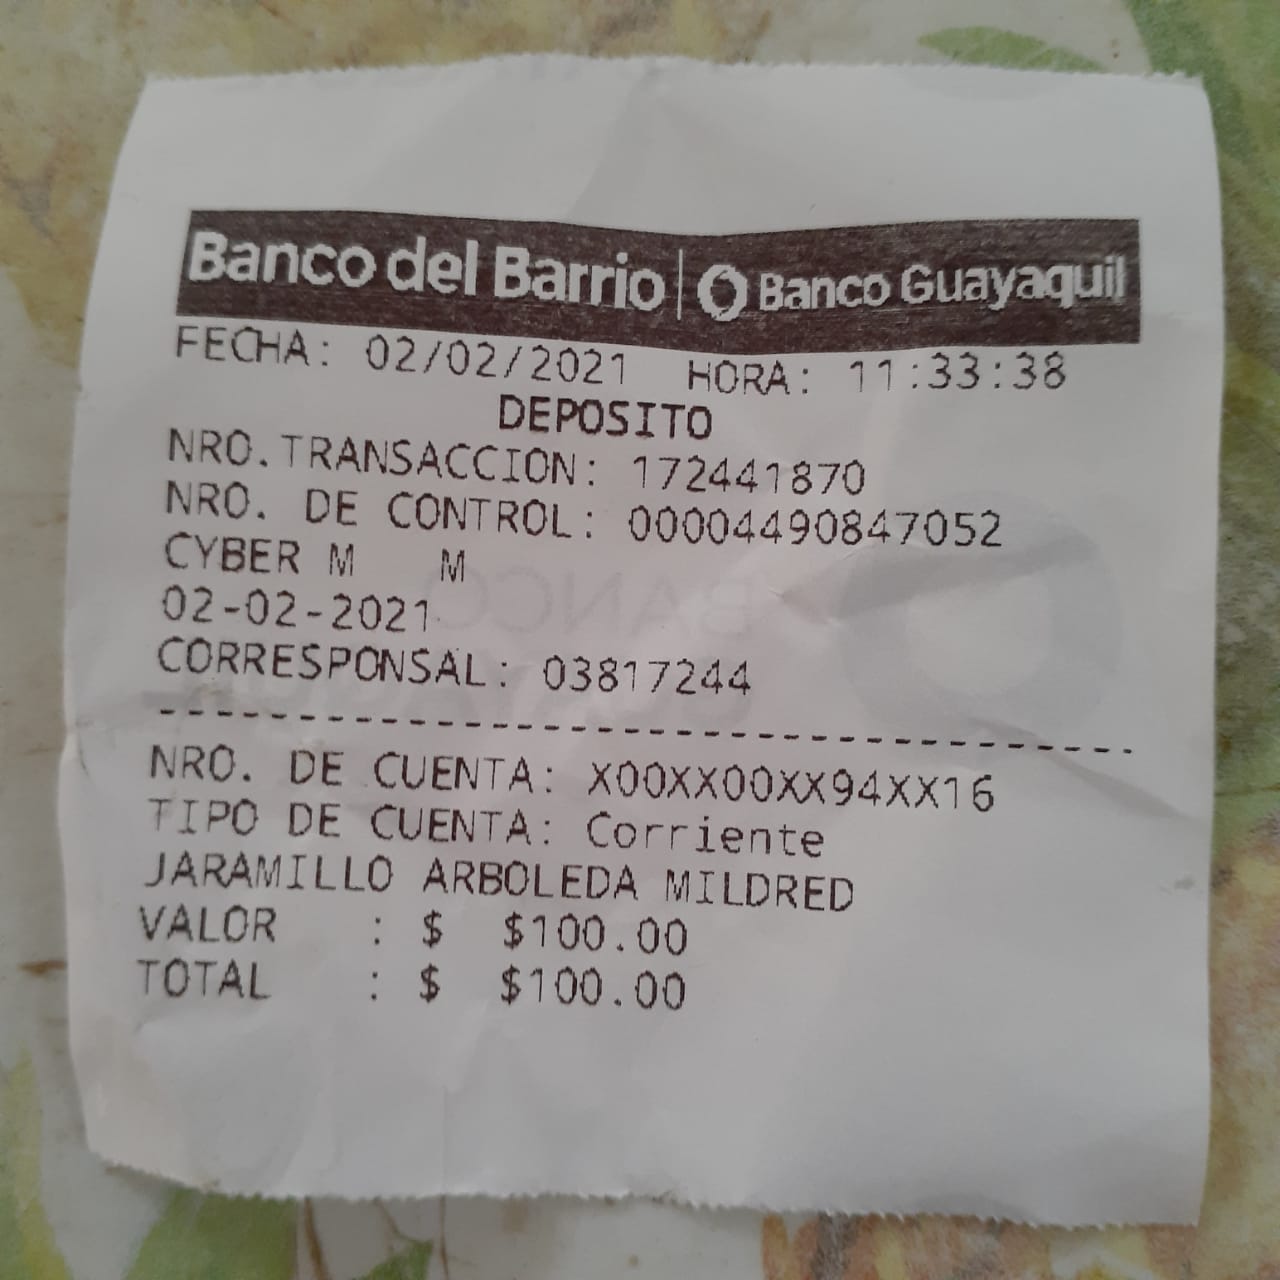 Banco del Barrio | Banco Guayaquil
FECHA: 02/02/2021 HORA: 11:33:38
DEPOSITO
NRO.TRANSACCION: 172441870
NRO. DE CONTROL: 00004490847052
CYBER M M
02-02-2021
CORRESPONSAL: 03817244
NRO. DE CUENTA: X00XX00XX94XX16
TIPO DE CUENTA: Corriente
JARAMILLO ARBOLEDA MILDRED
VALOR : $ $100.00
TOTAL : $ $100.00